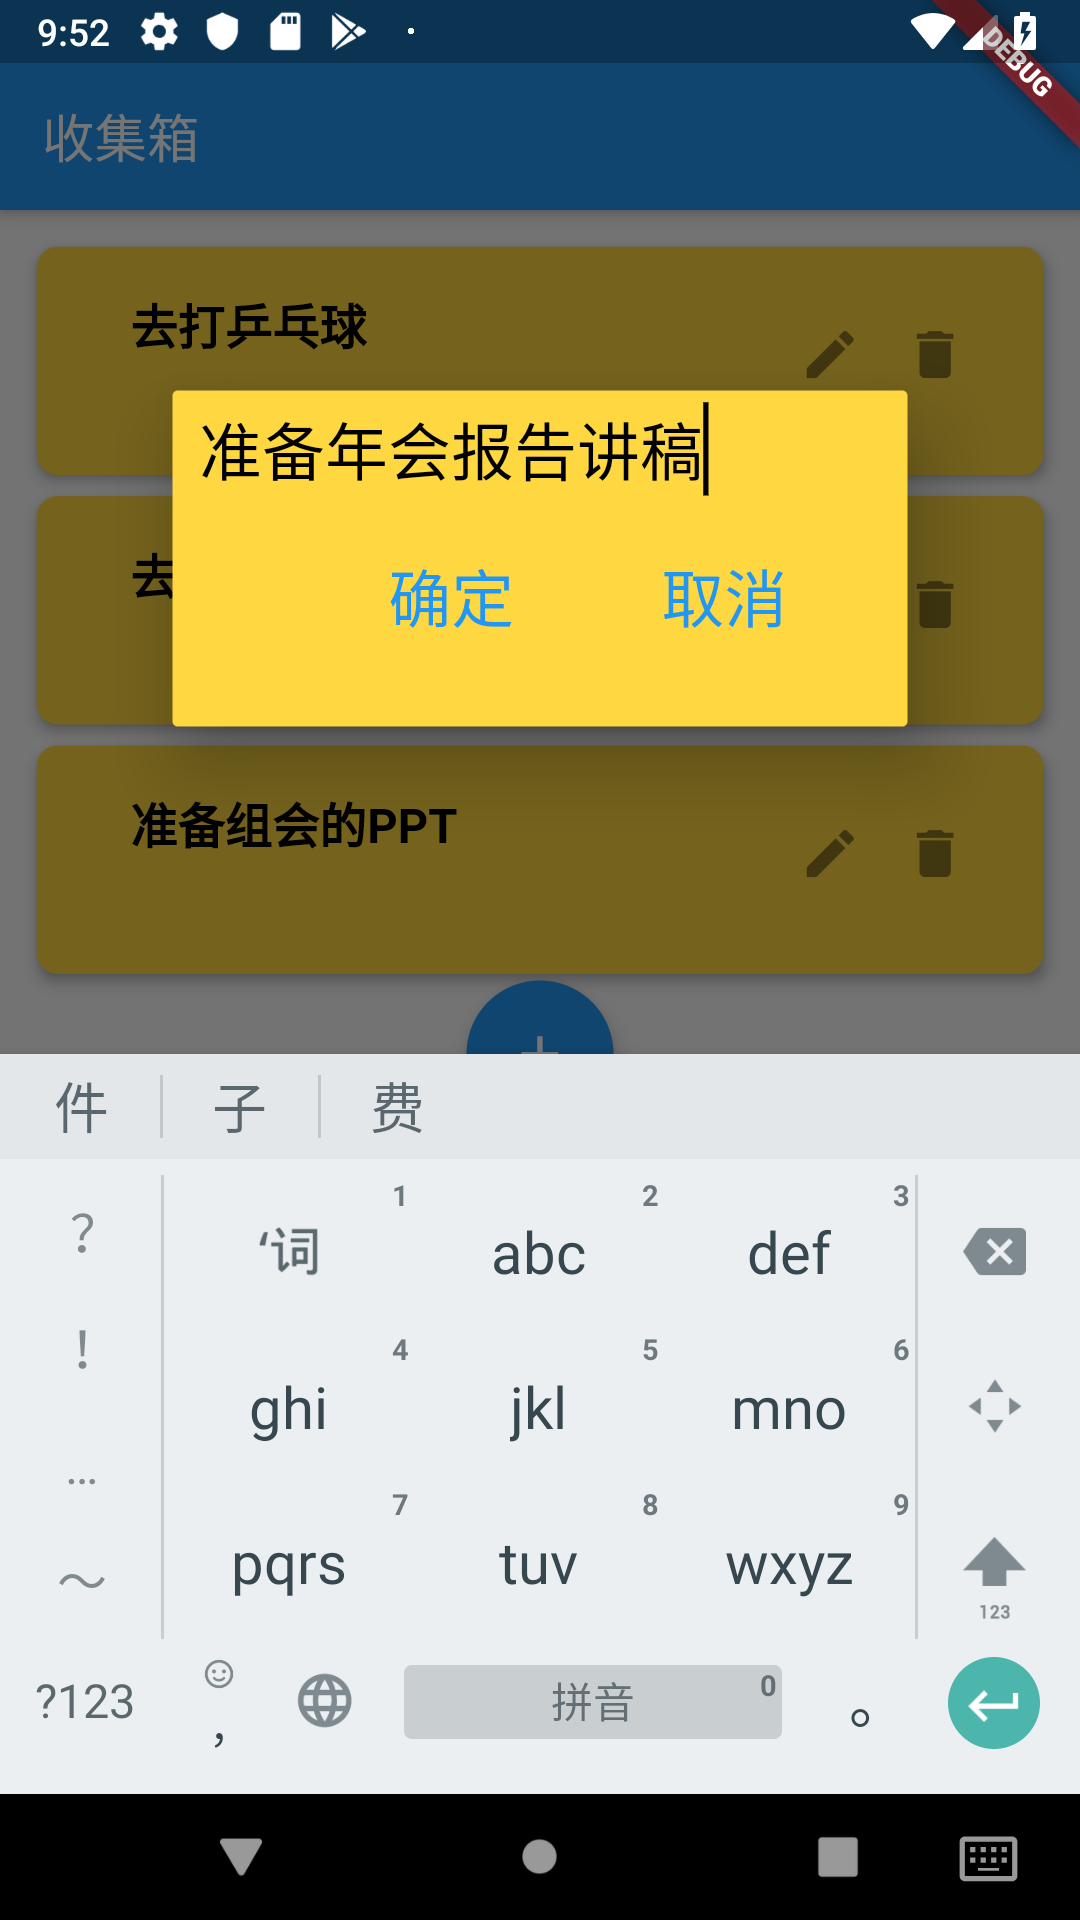 9:52
DEBUG
收集箱
去打乒乓球
准备年会报告讲稿
去
确定 取消
准备组会的PPT
件 子 费
? '词 1 abc 2 def 3
! ghi 4 jkl 5 mno 6
... pqrs 7 tuv 8 wxyz 9
～ 123
?123 , 拼音 0 。